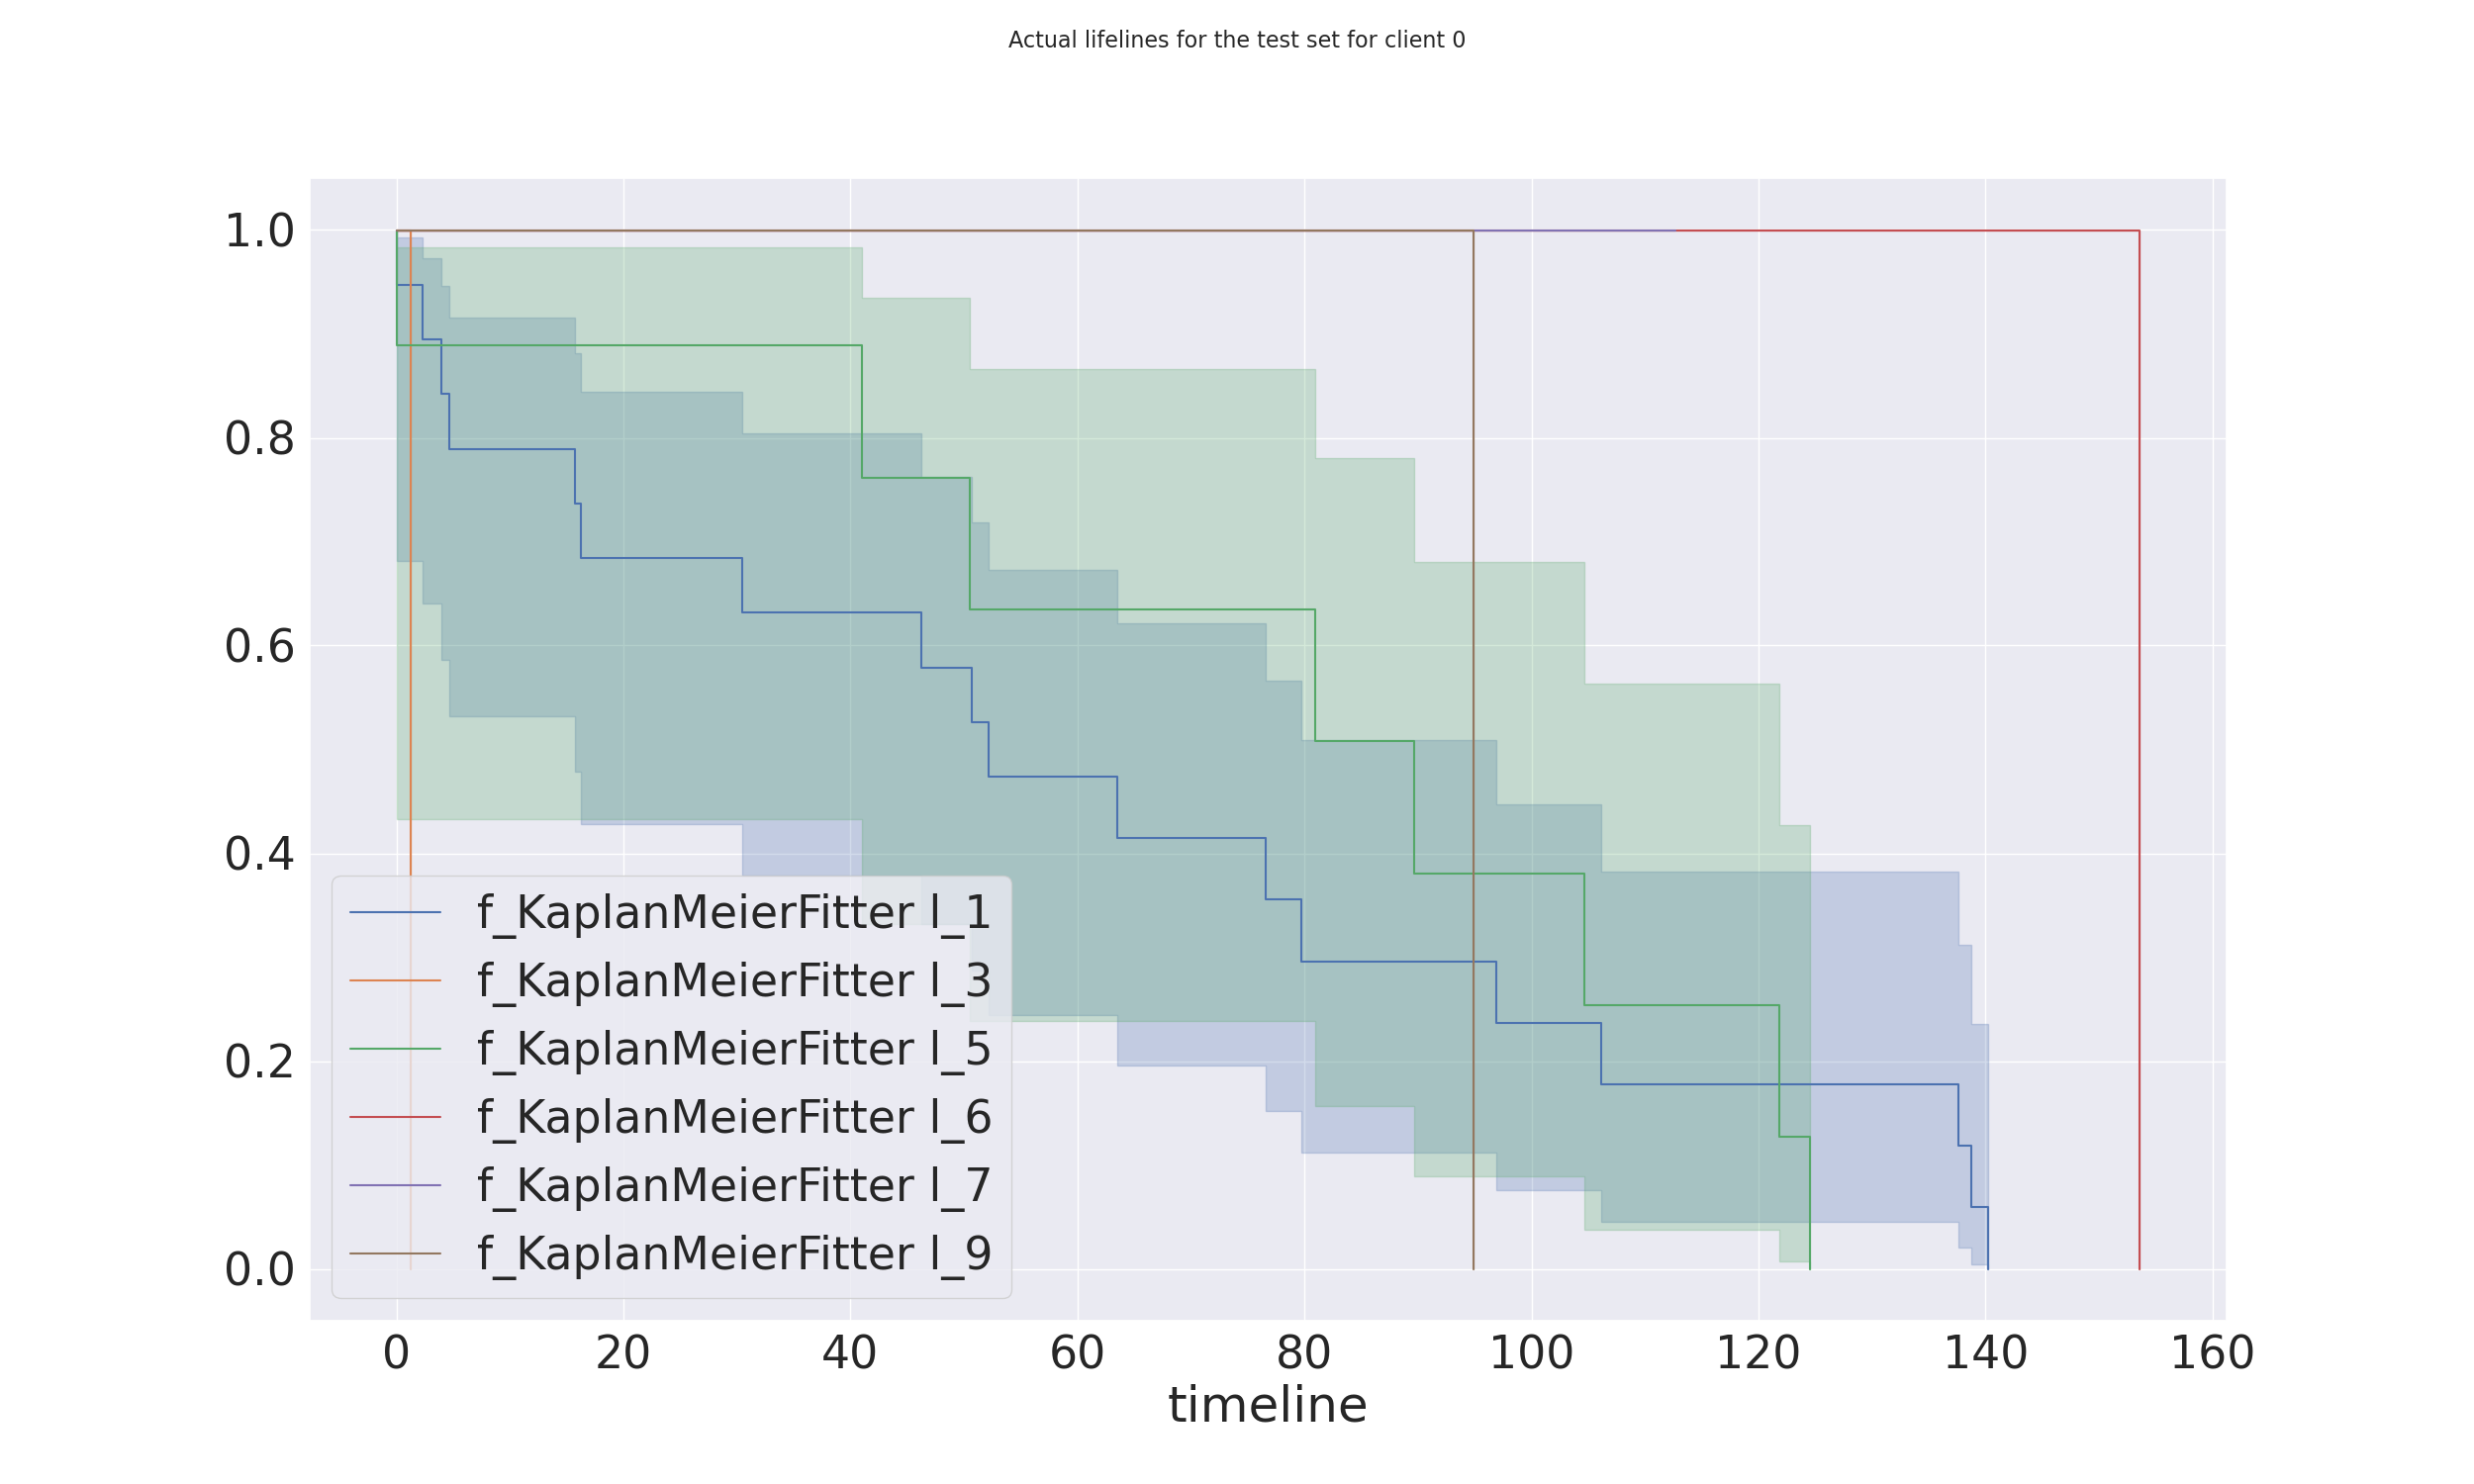 Actual lifelines for the test set for client 0
1.0
0.8
0.6
0.4
0.2
0.0
f_KaplanMeierFitter l_1
f_KaplanMeierFitter l_3
f_KaplanMeierFitter l_5
f_KaplanMeierFitter l_6
f_KaplanMeierFitter l_7
f_KaplanMeierFitter l_9
0 20 40 60 80 100 120 140 160
timeline